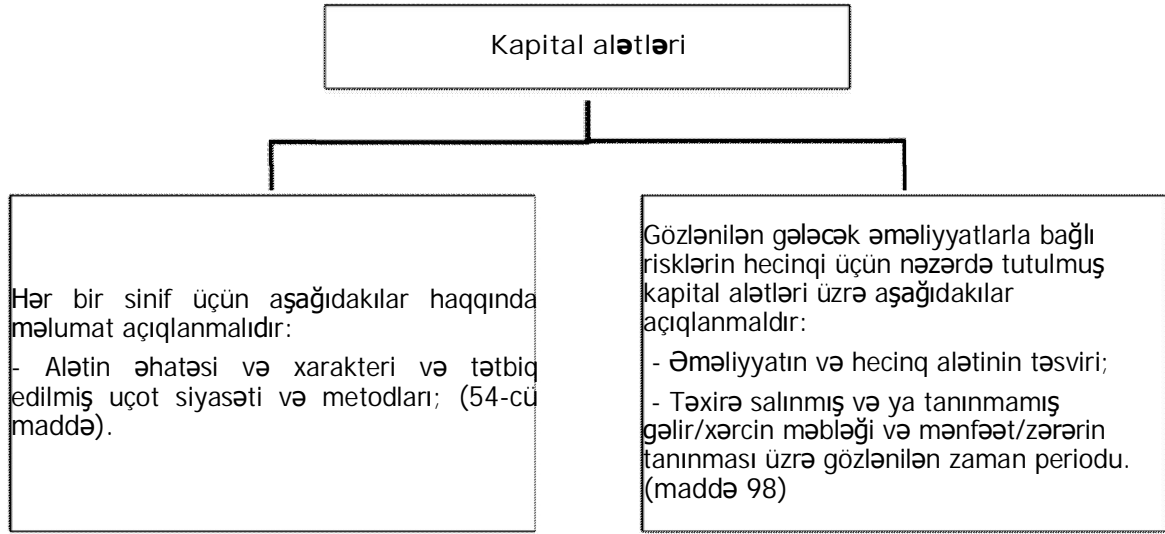 Kapital alətləri
Hər bir sinif üçün aşağıdakılar haqqında
məlumat açıqlanmalıdır:
- Alətin əhatəsi və xarakteri və tətbiq
edilmiş uçot siyasəti və metodları; (54-cü
maddə).
Gözlənilən gələcək əməliyyatlarla bağlı
risklərin hecinqi üçün nəzərdə tutulmuş
kapital alətləri üzrə aşağıdakılar
açıqlanmaldır:
- Əməliyyatın və hecinq alətinin təsviri;
- Təxirə salınmış və ya tanınmamış
gəlir/xərcin məbləği və mənfəət/zərərin
tanınması üzrə gözlənilən zaman periodu.
(maddə 98)